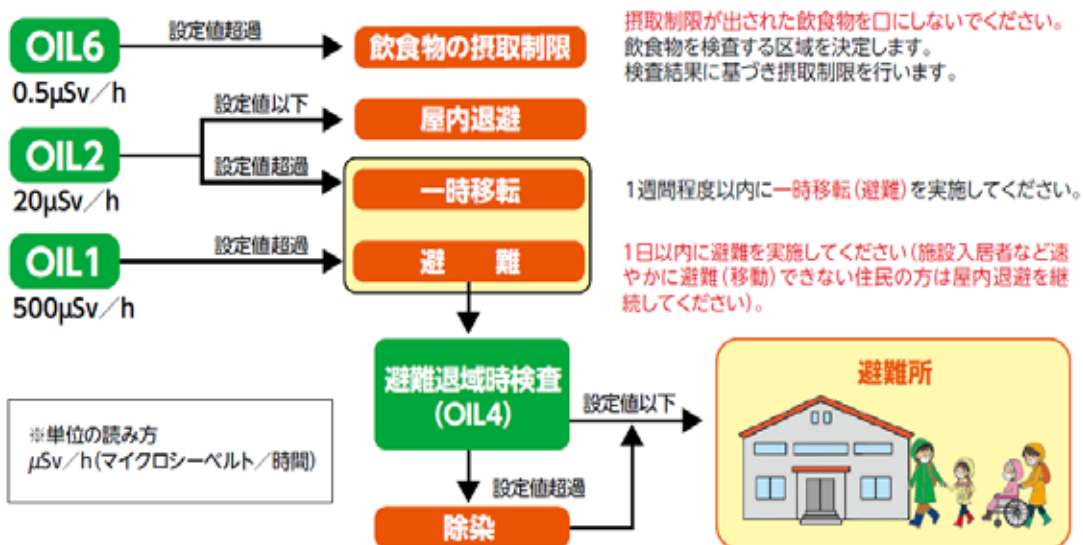 OIL6
0.5μSv／h
設定値超過
飲食物の摂取制限
摂取制限が出された飲食物を口にしないでください。
飲食物を検査する区域を決定します。
検査結果に基づき摂取制限を行います。
OIL2
20μSv／h
設定値以下
屋内退避
設定値超過
一時移転
1週間程度以内に一時移転(避難)を実施してください。
OIL1
500μSv／h
設定値超過
避　難
1日以内に避難を実施してください(施設入居者など速
やかに避難(移動)できない住民の方は屋内退避を継
続してください)。
避難退域時検査
(OIL4)
設定値以下
避難所
設定値超過
除染
※単位の読み方
μSv／h(マイクロシーベルト／時間)